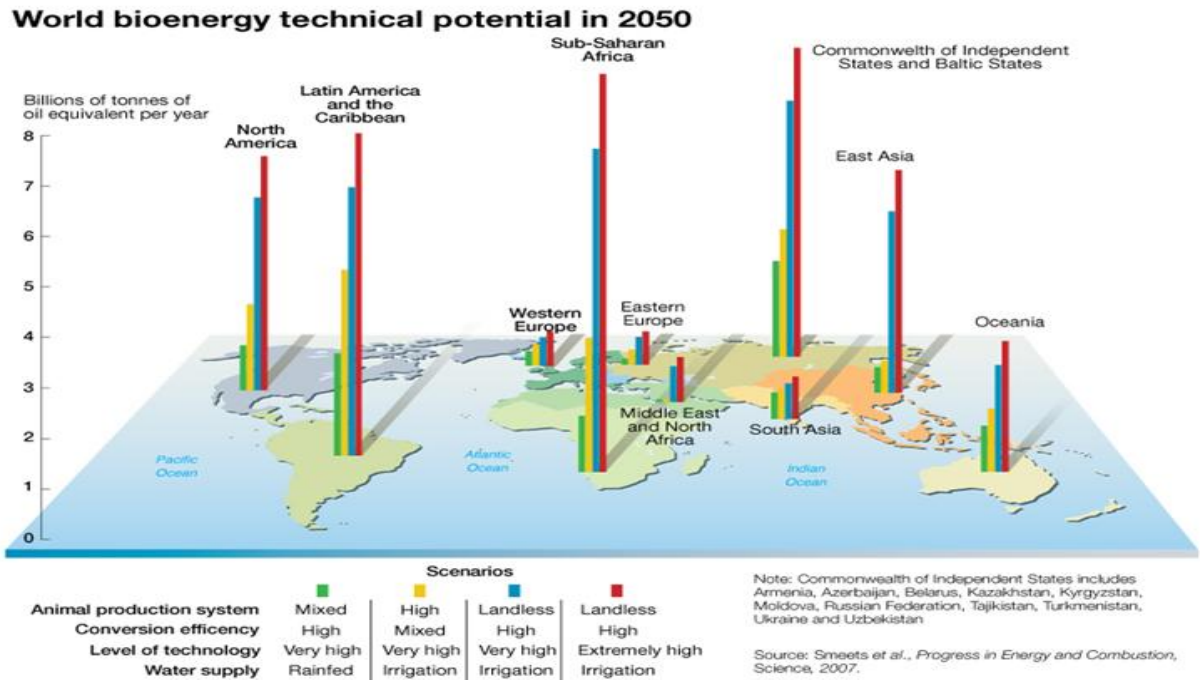 World bioenergy technical potential in 2050
Billions of tonnes of
oil equivalent per year
8
7
6
5
4
3
2
1
0
North
America
Latin America
and the
Caribbean
Sub-Saharan
Africa
Commonwelth of Independent
States and Baltic States
East Asia
Western
Europe
Eastern
Europe
Oceania
Middle East
and North
Africa
South Asia
Pacific
Ocean
Atlantic
Ocean
Indian
Ocean
Scenarios
Animal production system Mixed High Landless Landless
Conversion efficency High Mixed High High
Level of technology Very high Very high Very high Extremely high
Water supply Rainfed Irrigation Irrigation Irrigation
Note: Commonwealth of Independent States includes
Armenia, Azerbaijan, Belarus, Kazakhstan, Kyrgyzstan,
Moldova, Russian Federation, Tajikistan, Turkmenistan,
Ukraine and Uzbekistan
Source: Smeets et al., Progress in Energy and Combustion,
Science, 2007.